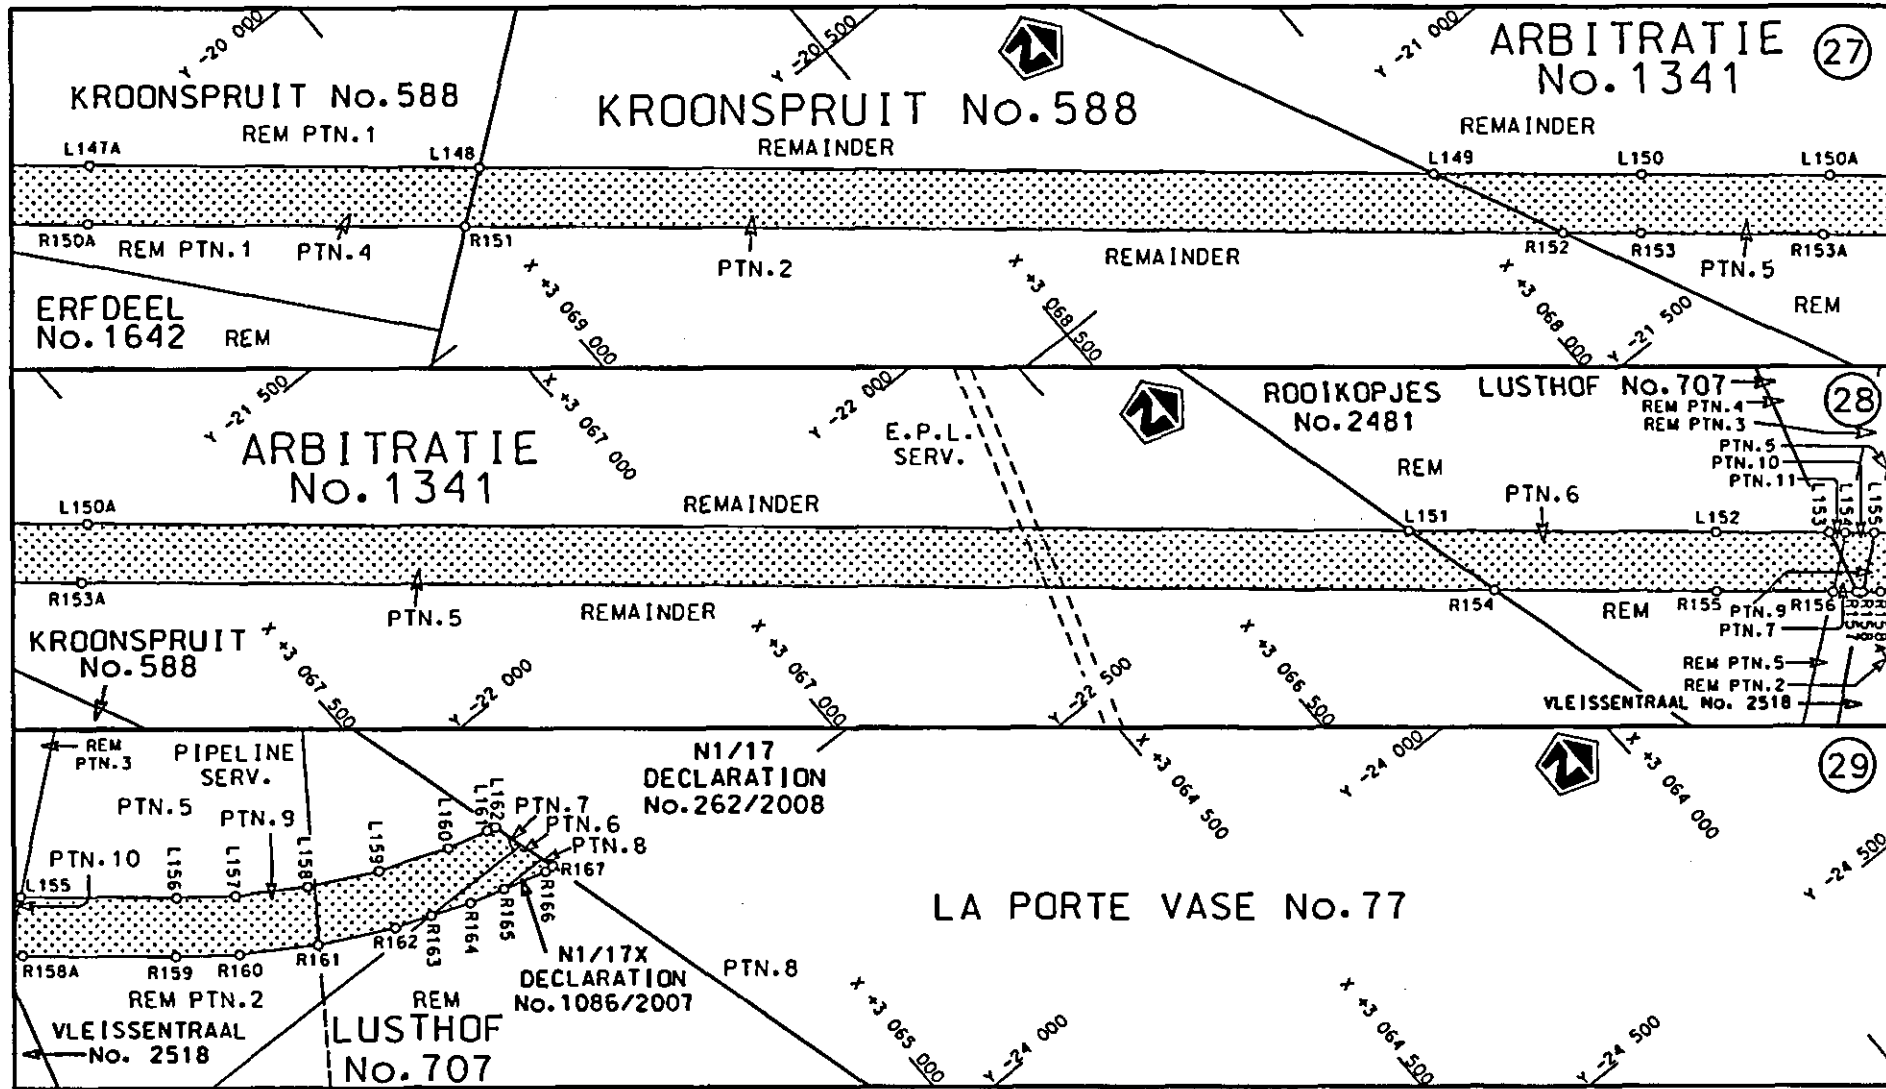 Y -20 000
Y -20 500
Y -21 000
ARBITRATIE
No.1341
27
KROONSPRUIT No.588
REM PTN.1
KROONSPRUIT No.588
REMAINDER
REMAINDER
L147A
L148
L149
L150
L150A
R150A
REM PTN.1
PTN.4
R151
PTN.2
REMAINDER
R152
R153
PTN.5
R153A
X +3 069 000
X +3 068 500
X +3 068 000
Y -21 500
REM
ERFDEEL
No.1642
REM
Y -21 500
X +3 067 000
Y -22 000
E.P.L.
SERV.
ROOIKOPJES
No.2481
REM
LUSTHOF No.707
REM PTN.4
REM PTN.3
PTN.5
PTN.10
PTN.11
28
ARBITRATIE
No.1341
REMAINDER
PTN.6
L150A
L151
L152
L153
L154
L155
R153A
PTN.5
REMAINDER
R154
REM
R155
R156
R157
R158
R158A
PTN.9
PTN.7
REM PTN.5
REM PTN.2
VLEISSENTRAAL No. 2518
KROONSPRUIT
No.588
X +3 067 500
Y -22 000
X +3 067 000
Y -22 500
X +3 066 500
REM
PTN.3
PIPELINE
SERV.
PTN.5
PTN.9
PTN.10
N1/17
DECLARATION
No.262/2008
X +3 064 500
Y -24 000
X +3 064 000
29
Y -24 500
L155
L156
L157
L158
L159
L160
L161
L162
PTN.7
PTN.6
PTN.8
R167
R166
R165
R164
R163
R162
R161
R160
R159
R158A
LA PORTE VASE No.77
N1/17X
DECLARATION
No.1086/2007
PTN.8
REM PTN.2
REM
LUSTHOF
No.707
VLEISSENTRAAL
No. 2518
X +3 065 000
Y -24 000
X +3 064 500
Y -24 500